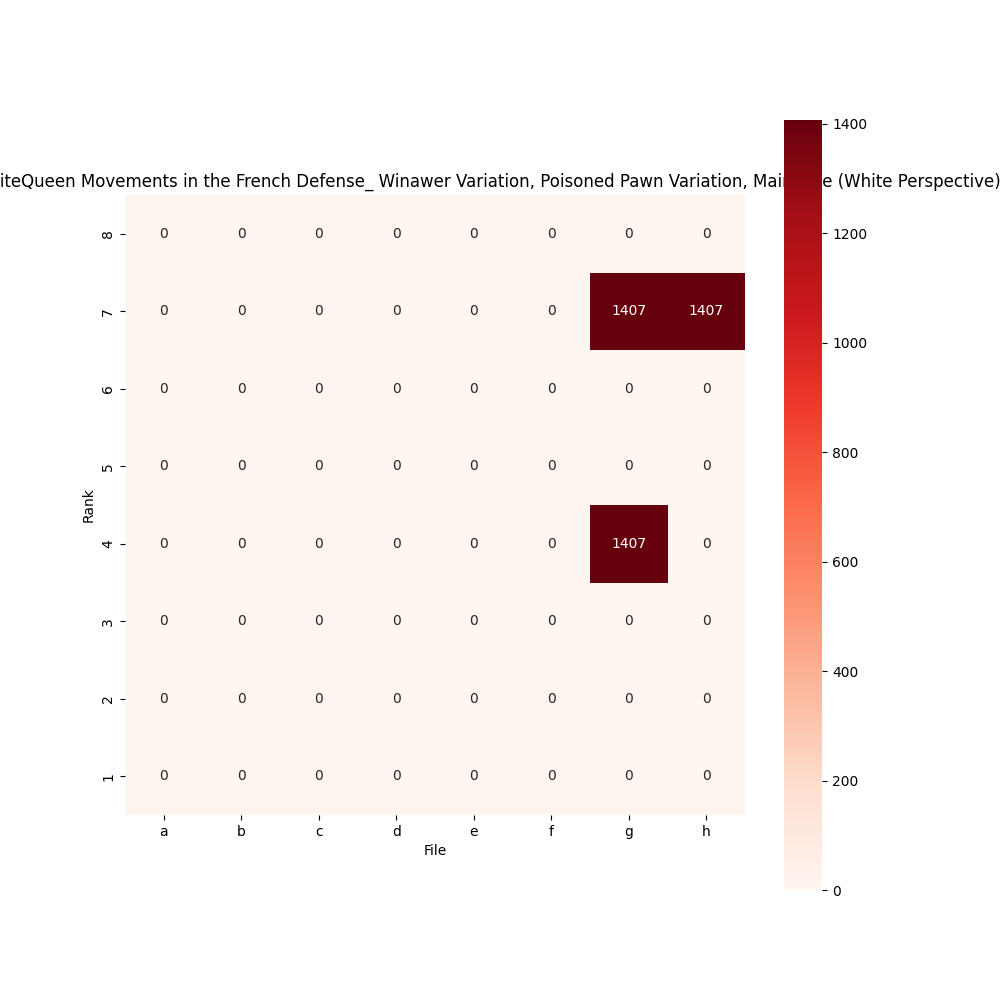 iteQueen Movements in the French Defense_ Winawer Variation, Poisoned Pawn Variation, Mai e (White Perspective)
8 0 0 0 0 0 0 0 0
7 0 0 0 0 0 0 1407 1407
6 0 0 0 0 0 0 0 0
5 0 0 0 0 0 0 0 0
4 0 0 0 0 0 0 1407 0
3 0 0 0 0 0 0 0 0
2 0 0 0 0 0 0 0 0
1 0 0 0 0 0 0 0 0
a b c d e f g h
File
Rank
1400
1200
1000
800
600
400
200
0